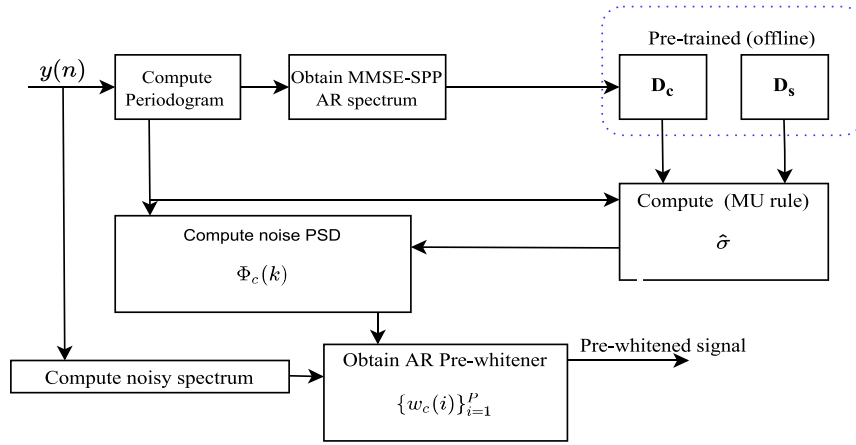 Pre-trained (offline)
y(n)
Compute
Periodogram
Obtain MMSE-SPP
AR spectrum
D_c
D_s
Compute (MU rule)
σ̂
Compute noise PSD
Φ_c(k)
Obtain AR Pre-whitener
{w_c(i)}_{i=1}^P
Pre-whitened signal
Compute noisy spectrum